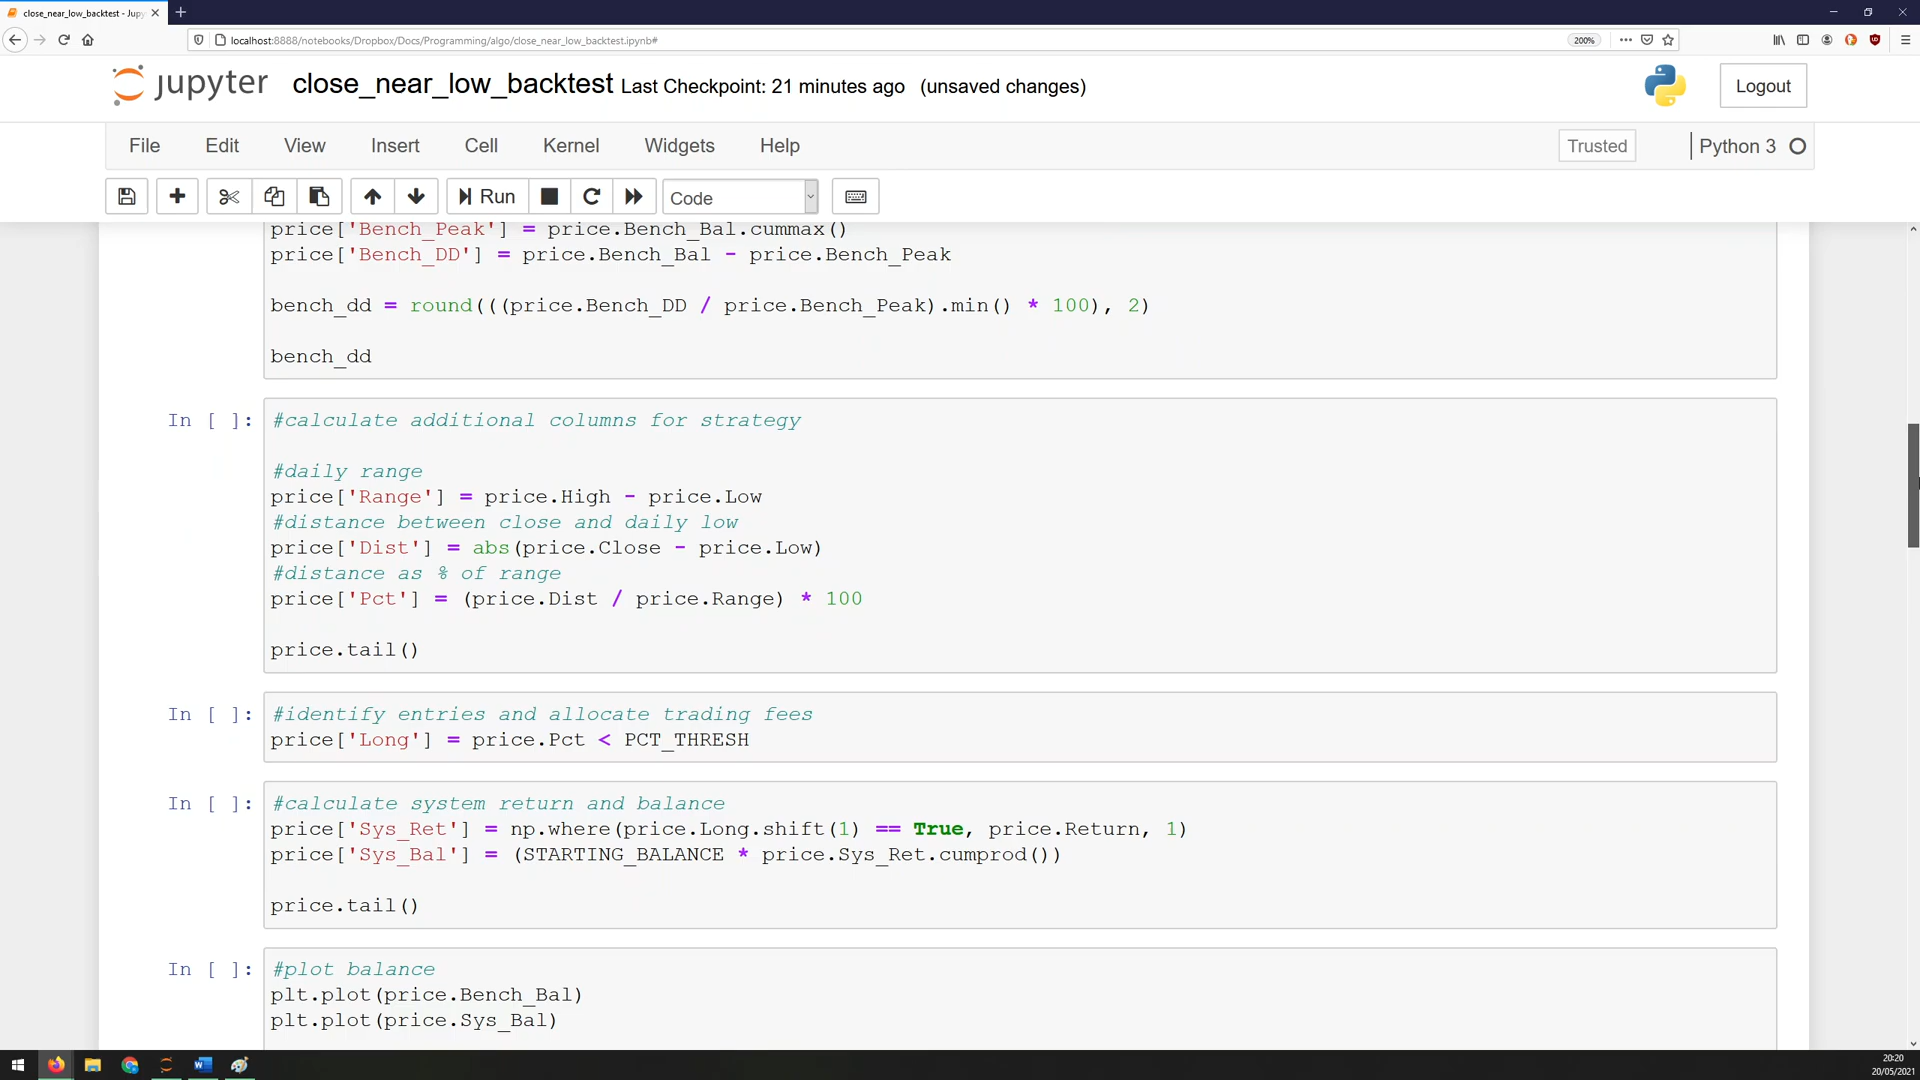 close_near_low_backtest - Jupy
localhost:8888/notebooks/Dropbox/Docs/Programming/algo/close_near_low_backtest.ipynb#
200%
jupyter close_near_low_backtest Last Checkpoint: 21 minutes ago (unsaved changes)
Logout
File Edit View Insert Cell Kernel Widgets Help
Trusted
Python 3
Run
Code
price['Bench_Peak'] = price.Bench_Bal.cummax()
price['Bench_DD'] = price.Bench_Bal - price.Bench_Peak
bench_dd = round(((price.Bench_DD / price.Bench_Peak).min() * 100), 2)
bench_dd
In [ ]:
#calculate additional columns for strategy
#daily range
price['Range'] = price.High - price.Low
#distance between close and daily low
price['Dist'] = abs(price.Close - price.Low)
#distance as % of range
price['Pct'] = (price.Dist / price.Range) * 100
price.tail()
In [ ]:
#identify entries and allocate trading fees
price['Long'] = price.Pct < PCT_THRESH
In [ ]:
#calculate system return and balance
price['Sys_Ret'] = np.where(price.Long.shift(1) == True, price.Return, 1)
price['Sys_Bal'] = (STARTING_BALANCE * price.Sys_Ret.cumprod())
price.tail()
In [ ]:
#plot balance
plt.plot(price.Bench_Bal)
plt.plot(price.Sys_Bal)
20:20
20/05/2021